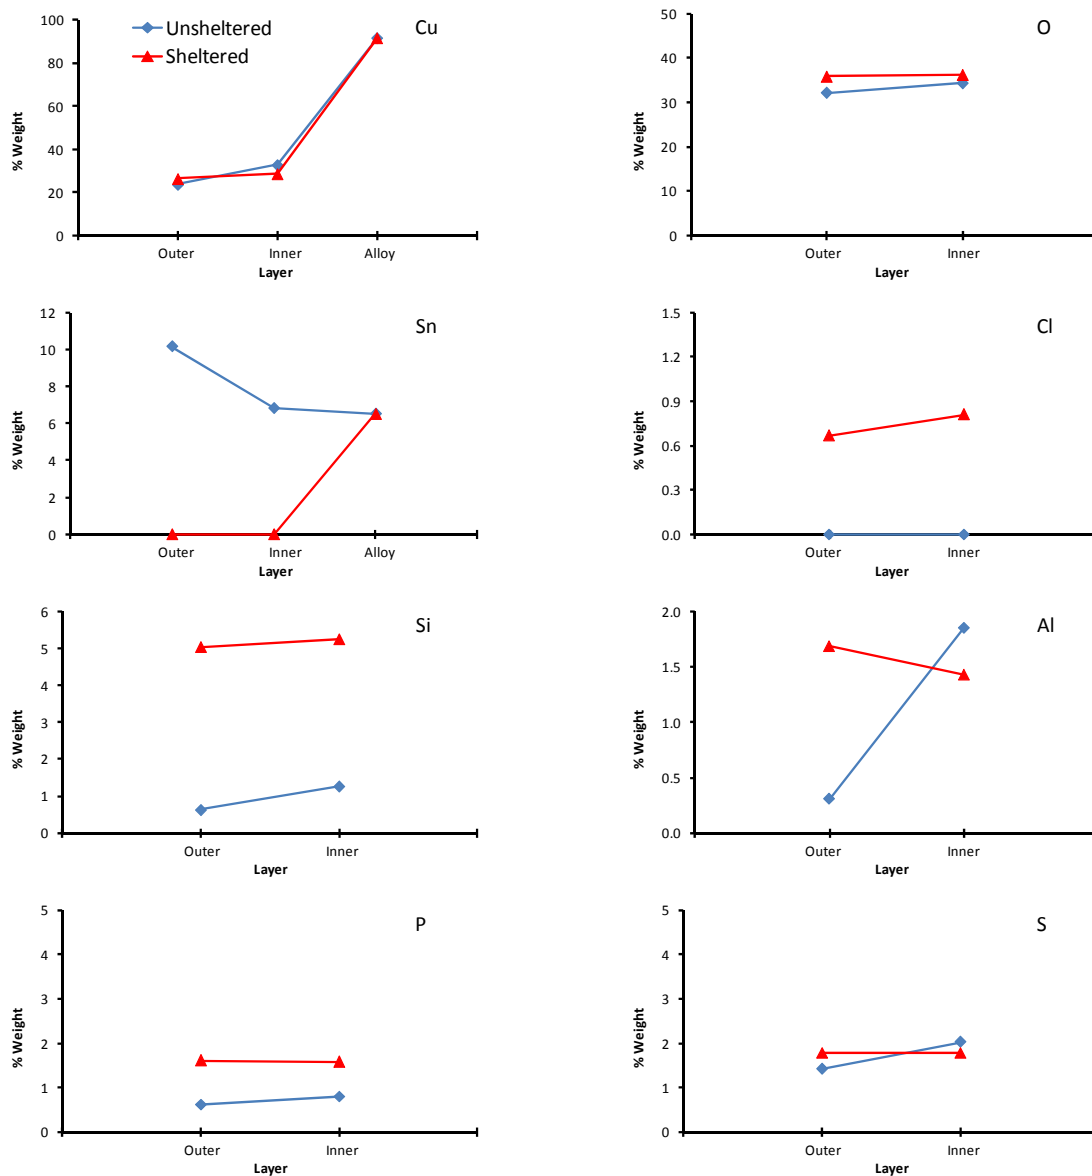 Cu
Unsheltered
Sheltered
100
80
60
40
20
0
% Weight
Outer Inner Alloy
Layer
O
50
40
30
20
10
0
% Weight
Outer Inner
Layer
Sn
12
10
8
6
4
2
0
% Weight
Outer Inner Alloy
Layer
Cl
1.5
1.2
0.9
0.6
0.3
0.0
% Weight
Outer Inner
Layer
Si
6
5
4
3
2
1
0
% Weight
Outer Inner
Layer
Al
2.0
1.5
1.0
0.5
0.0
% Weight
Outer Inner
Layer
P
5
4
3
2
1
0
% Weight
Outer Inner
Layer
S
5
4
3
2
1
0
% Weight
Outer Inner
Layer